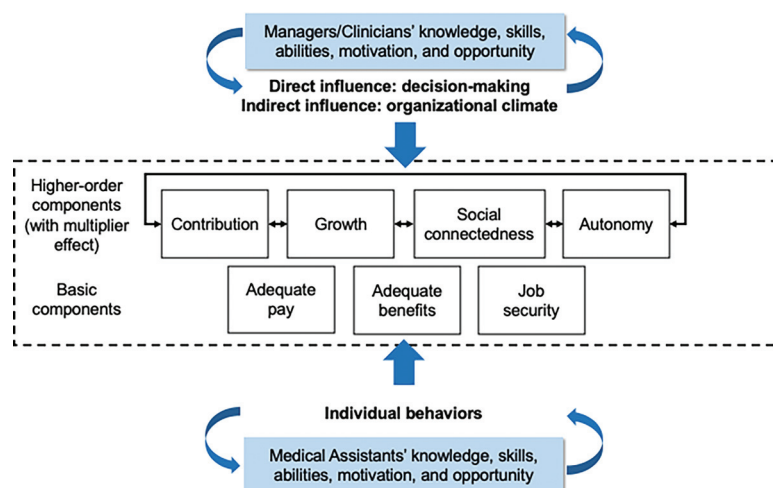 Managers/Clinicians' knowledge, skills,
abilities, motivation, and opportunity
Direct influence: decision-making
Indirect influence: organizational climate
Higher-order
components
(with multiplier
effect)
Contribution
Growth
Social
connectedness
Autonomy
Basic
components
Adequate
pay
Adequate
benefits
Job
security
Individual behaviors
Medical Assistants' knowledge, skills,
abilities, motivation, and opportunity